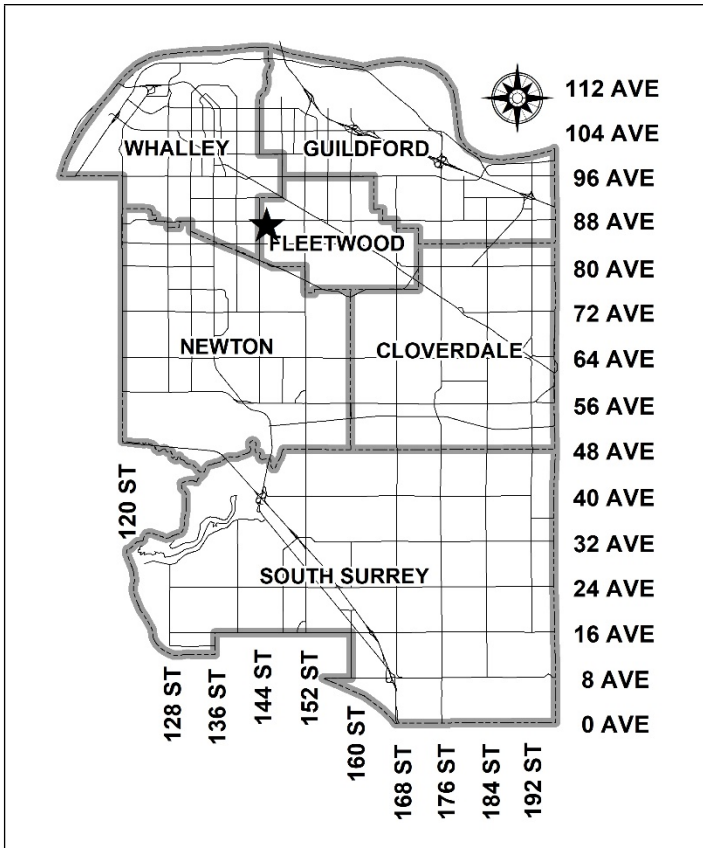 112 AVE
104 AVE
WHALLEY
GUILDFORD
96 AVE
88 AVE
FLEETWOOD
80 AVE
72 AVE
NEWTON
CLOVERDALE
64 AVE
56 AVE
48 AVE
120 ST
40 AVE
32 AVE
SOUTH SURREY
24 AVE
16 AVE
128 ST
136 ST
144 ST
152 ST
8 AVE
160 ST
0 AVE
168 ST
176 ST
184 ST
192 ST